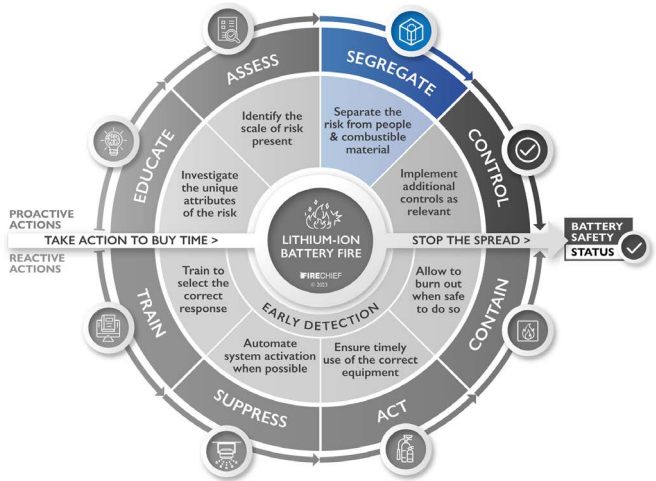 ASSESS
SEGREGATE
EDUCATE
CONTROL
Identify the
scale of risk
present
Separate the
risk from people
& combustible
material
Investigate
the unique
attributes
of the risk
Implement
additional
controls as
relevant
PROACTIVE
ACTIONS
TAKE ACTION TO BUY TIME >
REACTIVE
ACTIONS
LITHIUM-ION
BATTERY FIRE
FIRECHIEF
© 2023
STOP THE SPREAD >
BATTERY
SAFETY
STATUS
EARLY DETECTION
Train to
select the
correct
response
Allow to
burn out
when safe
to do so
Automate
system activation
when possible
Ensure timely
use of the correct
equipment
TRAIN
CONTAIN
SUPPRESS
ACT